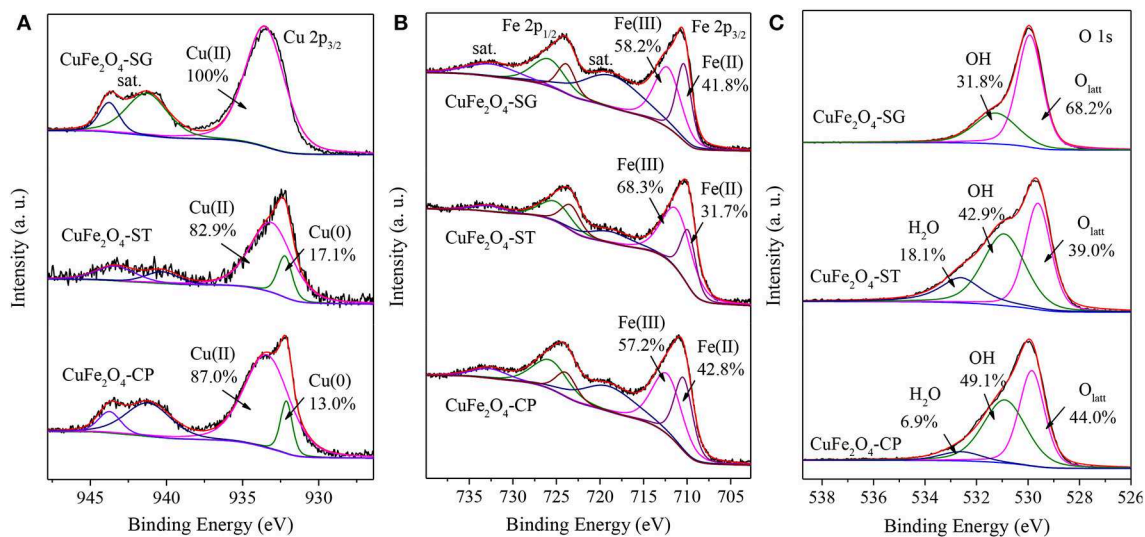 A
Cu 2p3/2
Cu(II)
100%
CuFe2O4-SG
sat.
Cu(II)
82.9%
CuFe2O4-ST
Cu(0)
17.1%
Cu(II)
87.0%
CuFe2O4-CP
Cu(0)
13.0%
Intensity (a. u.)
945 940 935 930
Binding Energy (eV)
B
Fe(III)
58.2%
Fe 2p3/2
Fe 2p1/2
sat.
sat.
Fe(II)
41.8%
CuFe2O4-SG
Fe(III)
68.3%
Fe(II)
31.7%
CuFe2O4-ST
Fe(III)
57.2%
Fe(II)
42.8%
CuFe2O4-CP
Intensity (a. u.)
735 730 725 720 715 710 705
Binding Energy (eV)
C
O 1s
OH
31.8%
Olatt
68.2%
CuFe2O4-SG
OH
42.9%
H2O
18.1%
Olatt
39.0%
CuFe2O4-ST
OH
49.1%
H2O
6.9%
Olatt
44.0%
CuFe2O4-CP
Intensity (a. u.)
538 536 534 532 530 528 526
Binding Energy (eV)